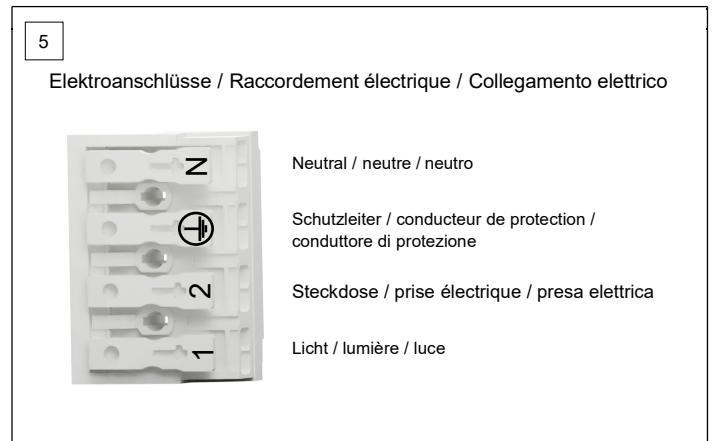 5
Elektroanschlüsse / Raccordement électrique / Collegamento elettrico
N
Neutral / neutre / neutro
Schutzleiter / conducteur de protection /
conduttore di protezione
2
Steckdose / prise électrique / presa elettrica
1
Licht / lumière / luce